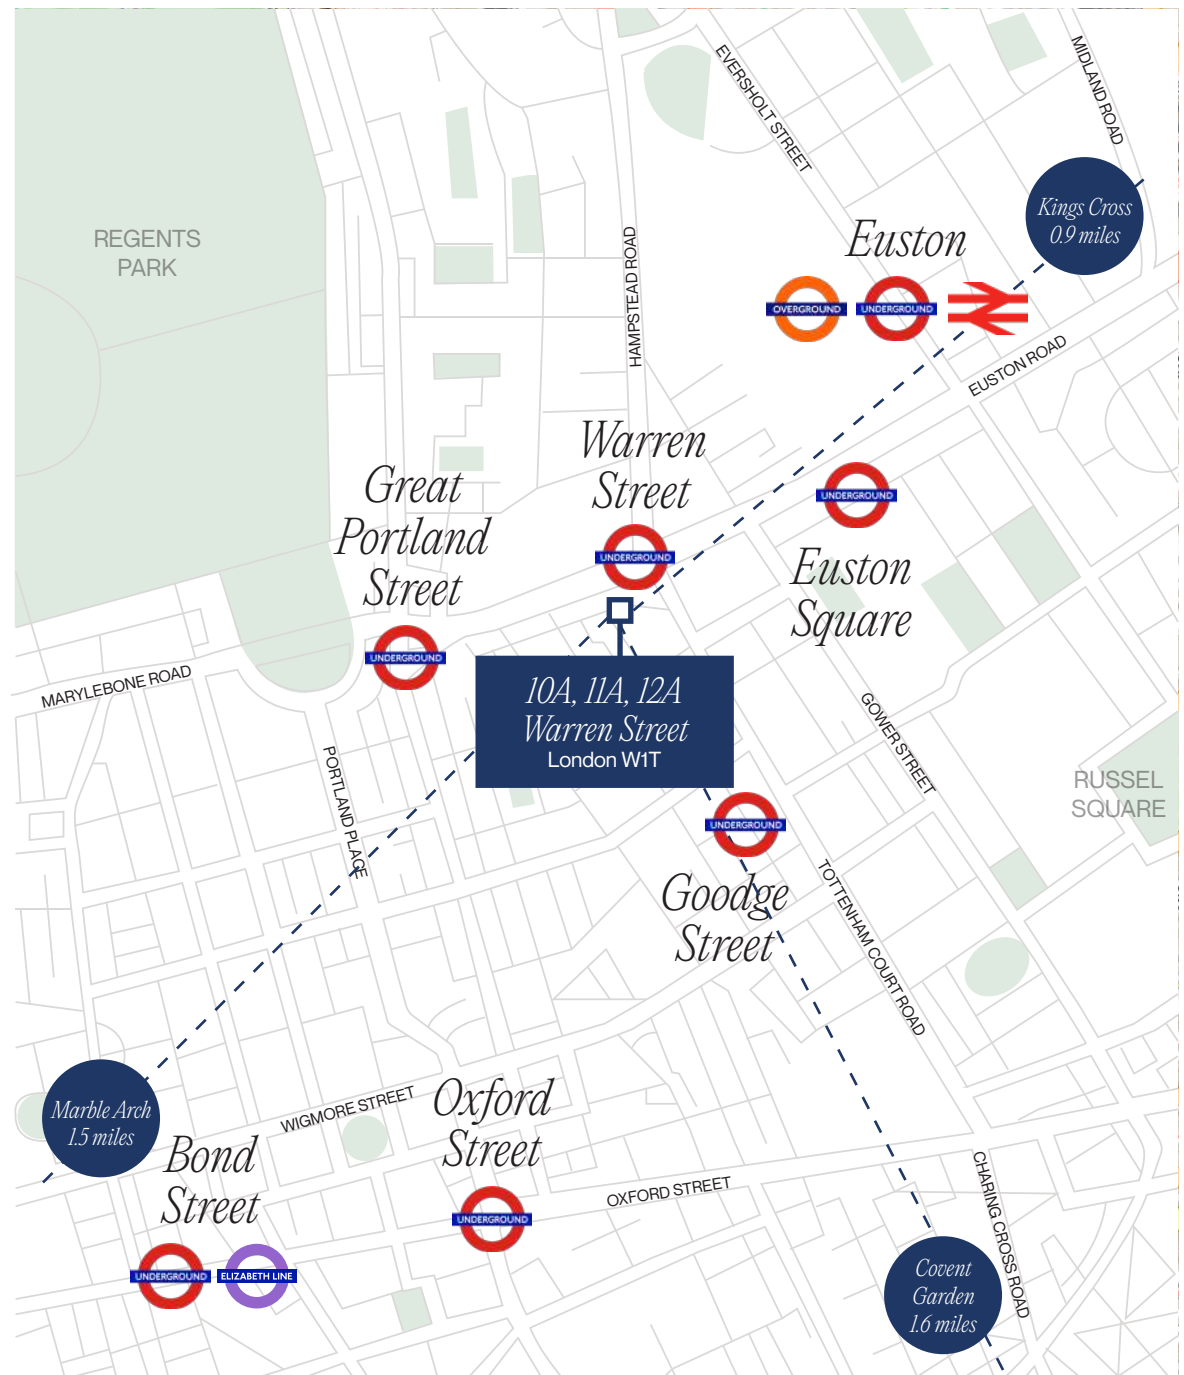 EVERSHOLT STREET
MIDLAND ROAD
Kings Cross
0.9 miles
REGENTS
PARK
HAMPSTEAD ROAD
Euston
OVERGROUND
UNDERGROUND
EUSTON ROAD
Warren
Street
UNDERGROUND
Great
Portland
Street
UNDERGROUND
UNDERGROUND
Euston
Square
MARYLEBONE ROAD
10A, 11A, 12A
Warren Street
London W1T
GOWER STREET
RUSSEL
SQUARE
PORTLAND PLACE
UNDERGROUND
Goodge
Street
TOTTENHAM COURT ROAD
Marble Arch
1.5 miles
WIGMORE STREET
Oxford
Street
UNDERGROUND
Bond
Street
UNDERGROUND
ELIZABETH LINE
OXFORD STREET
CHARING CROSS ROAD
Covent
Garden
1.6 miles